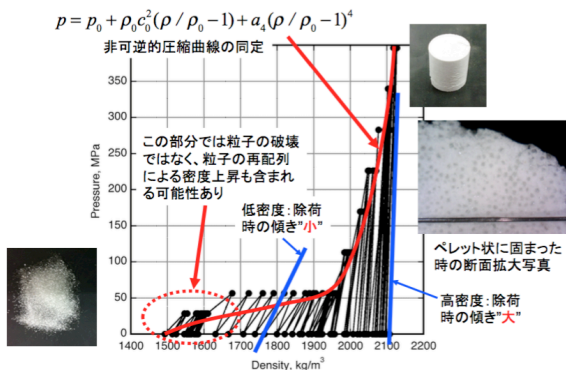 p = p₀ + ρ₀c₀²(ρ / ρ₀ −1) + a₄(ρ / ρ₀ −1)⁴
非可逆的圧縮曲線の同定
この部分では粒子の破壊
ではなく、粒子の再配列
による密度上昇も含まれ
る可能性あり
低密度：除荷
時の傾き"小"
ペレット状に固まった
時の断面拡大写真
高密度：除荷
時の傾き"大"
Pressure, MPa
350
300
250
200
150
100
50
0
1400 1500 1600 1700 1800 1900 2000 2100 2200
Density, kg/m³